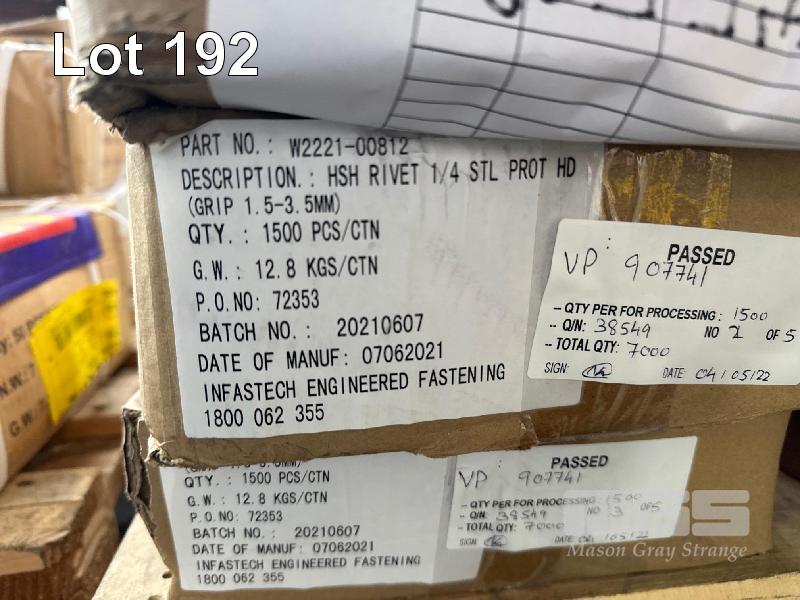 Lot 192
PART NO.: W2221-00812
DESCRIPTION.: HSH RIVET 1/4 STL PROT HD
(GRIP 1.5-3.5MM)
QTY.: 1500 PCS/CTN
G.W.: 12.8 KGS/CTN
P.O.NO: 72353
BATCH NO.: 20210607
DATE OF MANUF: 07062021
INFASTECH ENGINEERED FASTENING
1800 062 355
PASSED
VP: 907741
- QTY PER FOR PROCESSING: 1500
- Q/N: 38549 NO 2 OF 5
- TOTAL QTY: 7000
SIGN: DATE: 04/05/22
QTY.: 1500 PCS/CTN
G.W.: 12.8 KGS/CTN
P.O.NO: 72353
BATCH NO.: 20210607
DATE OF MANUF: 07062021
INFASTECH ENGINEERED FASTENING
1800 062 355
PASSED
VP 907741
- QTY PER FOR PROCESSING: 1500
- Q/N: 38549 NO 3 OF 5
- TOTAL QTY: 7000
SIGN: DATE: 04/05/22
Mason Gray Strange
N.W.:
G.W.: